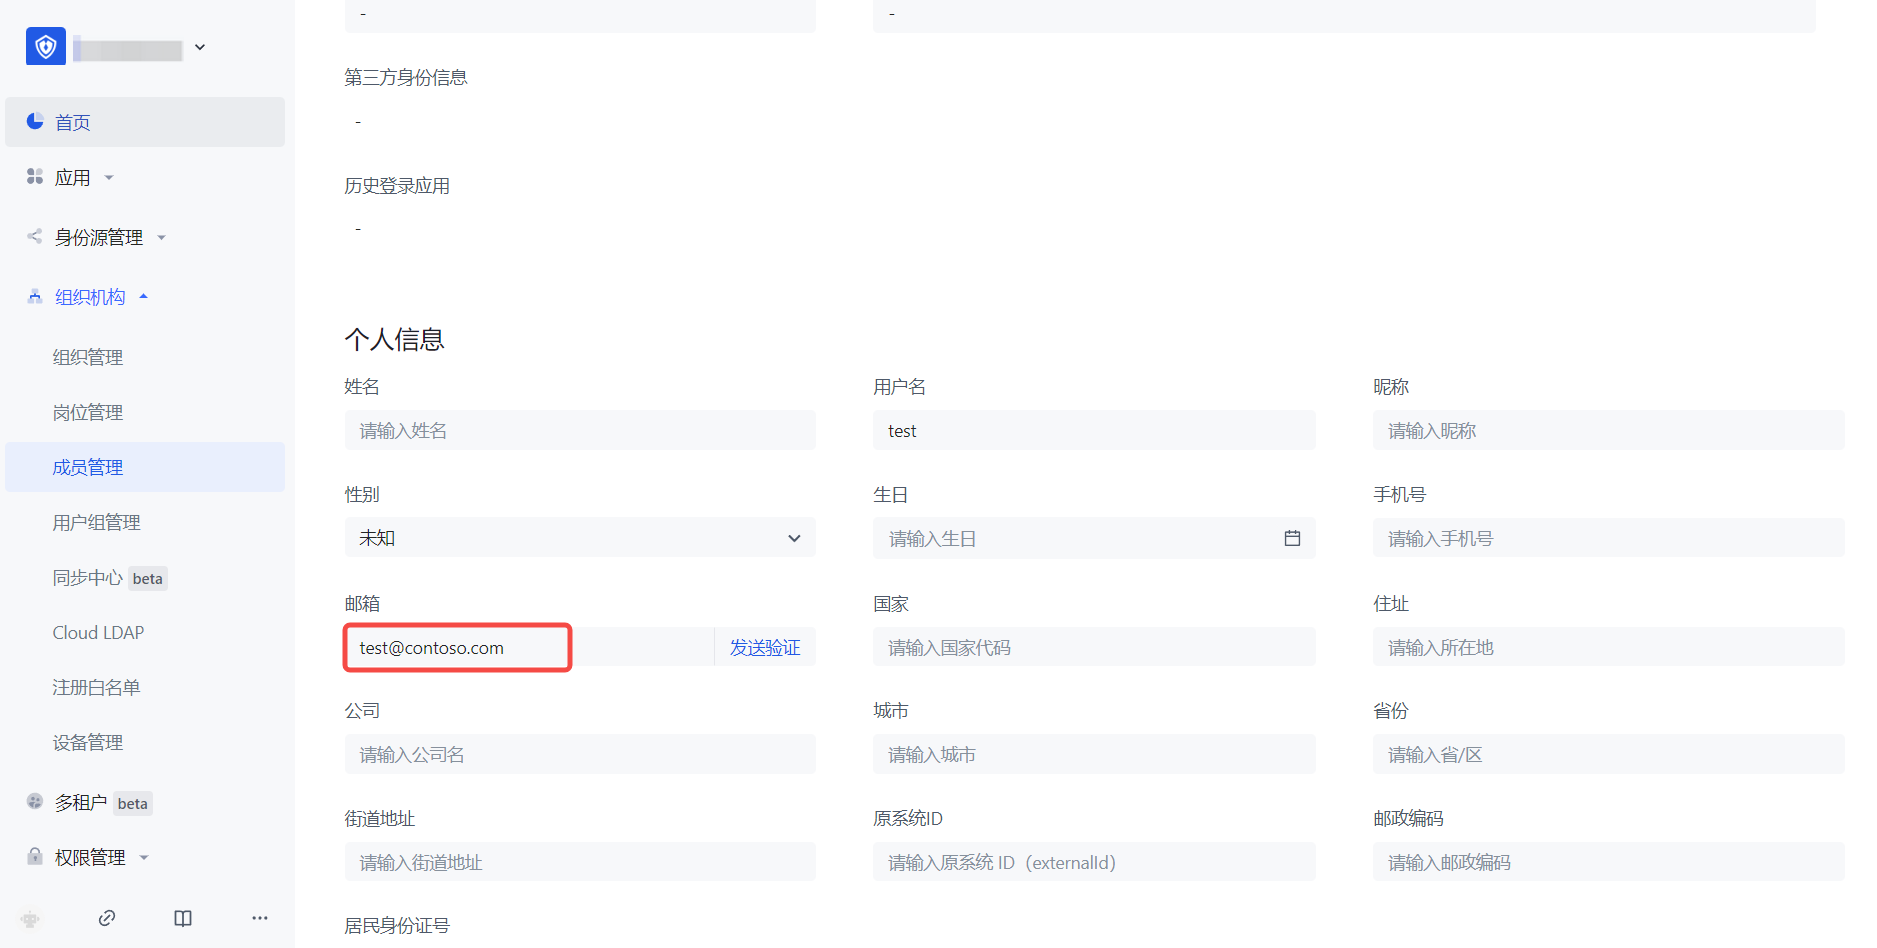 首页
应用
身份源管理
组织机构
组织管理
岗位管理
成员管理
用户组管理
同步中心 beta
Cloud LDAP
注册白名单
设备管理
多租户 beta
权限管理
- -
第三方身份信息
-
历史登录应用
-
个人信息
姓名 用户名 昵称
请输入姓名 test 请输入昵称
性别 生日 手机号
未知 请输入生日 请输入手机号
邮箱 国家 住址
test@contoso.com 发送验证 请输入国家代码 请输入所在地
公司 城市 省份
请输入公司名 请输入城市 请输入省/区
街道地址 原系统ID 邮政编码
请输入街道地址 请输入原系统 ID（externalId） 请输入邮政编码
居民身份证号